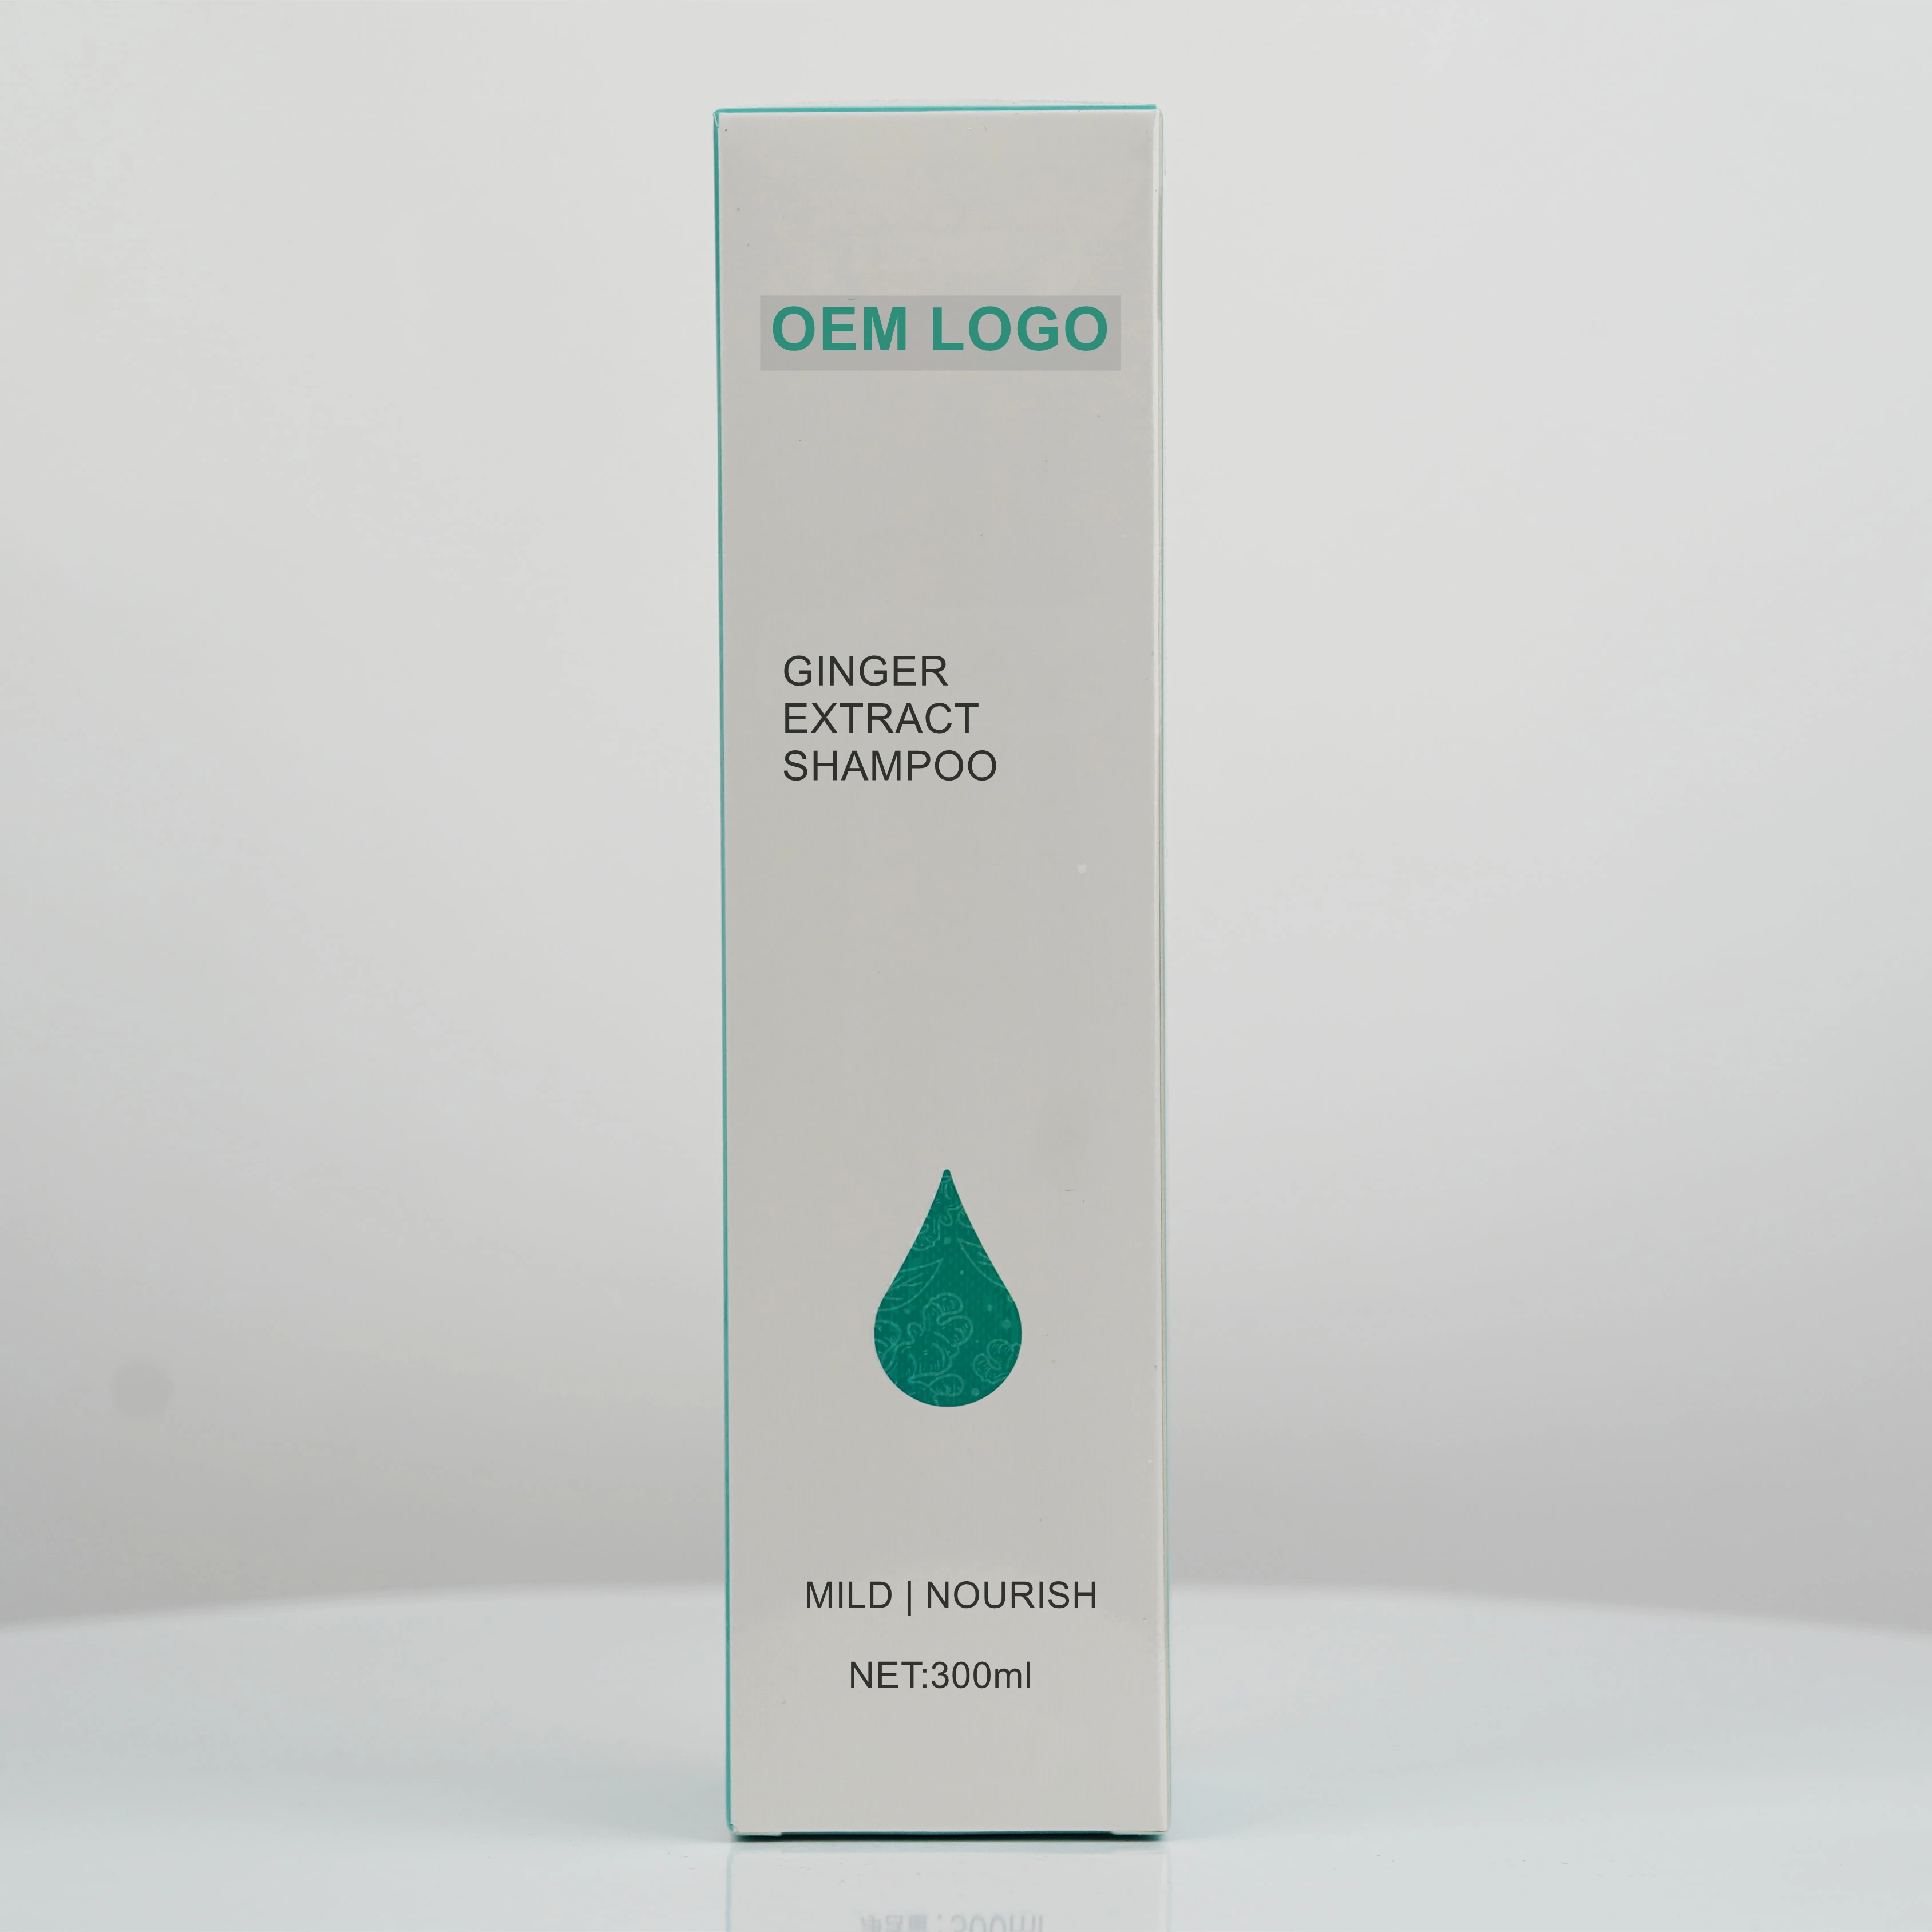 OEM LOGO
GINGER
EXTRACT
SHAMPOO
MILD | NOURISH
NET:300ml